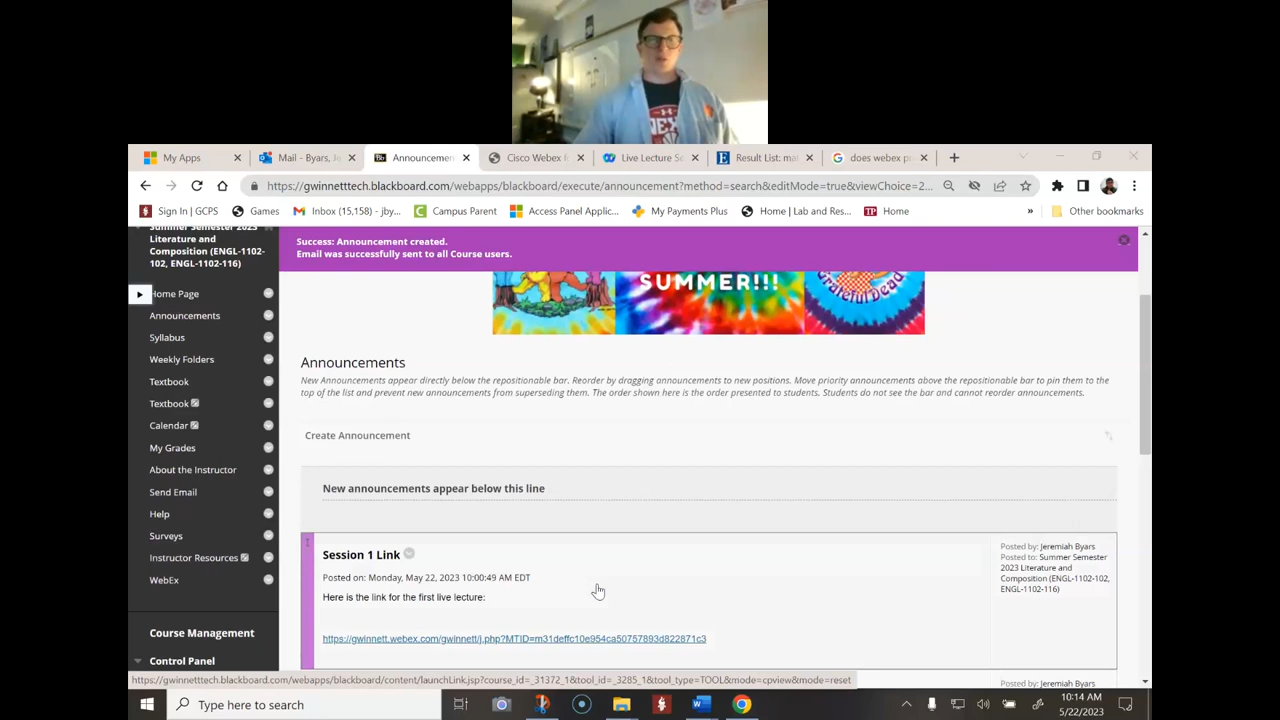 My Apps
Mail - Byars, Je
Announcemen
Cisco Webex f
Live Lecture Se
Result List: ma
does webex pr
https://gwinnetttech.blackboard.com/webapps/blackboard/execute/announcement?method=search&editMode=true&viewChoice=2...
Sign In | GCPS
Games
Inbox (15,158) - jby...
Campus Parent
Access Panel Applic...
My Payments Plus
Home | Lab and Res...
TP Home
»
Other bookmarks
Summer Semester 2023
Literature and
Composition (ENGL-1102-
102, ENGL-1102-116)
Home Page
Announcements
Syllabus
Weekly Folders
Textbook
Textbook
Calendar
My Grades
About the Instructor
Send Email
Help
Surveys
Instructor Resources
WebEx
Course Management
Control Panel
Success: Announcement created.
Email was successfully sent to all Course users.
SUMMER!!!
Grateful Dead
Announcements
New Announcements appear directly below the repositionable bar. Reorder by dragging announcements to new positions. Move priority announcements above the repositionable bar to pin them to the
top of the list and prevent new announcements from superseding them. The order shown here is the order presented to students. Students do not see the bar and cannot reorder announcements.
Create Announcement
New announcements appear below this line
Session 1 Link
Posted on: Monday, May 22, 2023 10:00:49 AM EDT
Here is the link for the first live lecture:
https://gwinnett.webex.com/gwinnett/j.php?MTID=m31deffc10e954ca50757893d822871c3
Posted by: Jeremiah Byars
Posted to: Summer Semester
2023 Literature and
Composition (ENGL-1102-102,
ENGL-1102-116)
Posted by: Jeremiah Byars
https://gwinnetttech.blackboard.com/webapps/blackboard/content/launchLink.jsp?course_id=_31372_1&tool_id=_3285_1&tool_type=TOOL&mode=cpview&mode=reset
Type here to search
10:14 AM
5/22/2023